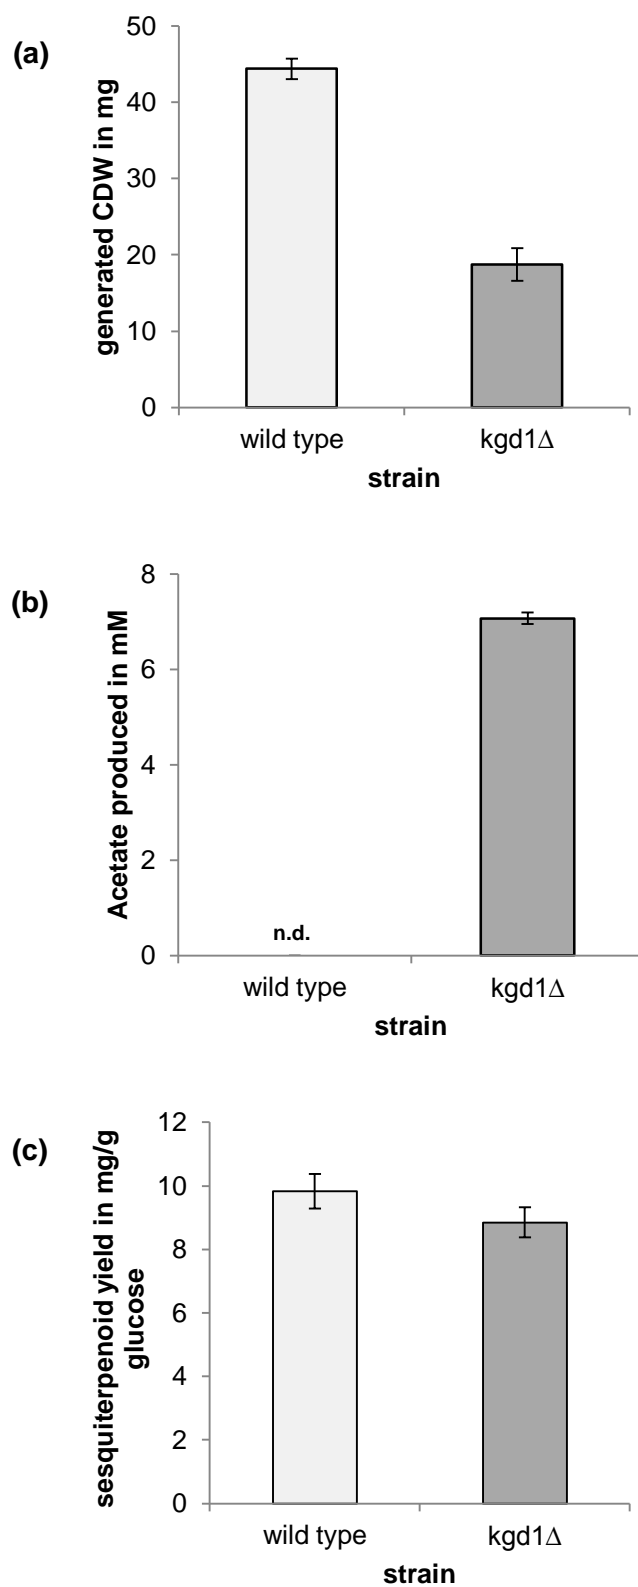 (a)
generated CDW in mg
50
40
30
20
10
0
wild type
kgd1Δ
strain
(b)
Acetate produced in mM
8
6
4
2
0
n.d.
wild type
kgd1Δ
strain
(c)
sesquiterpenoid yield in mg/g
glucose
12
10
8
6
4
2
0
wild type
kgd1Δ
strain